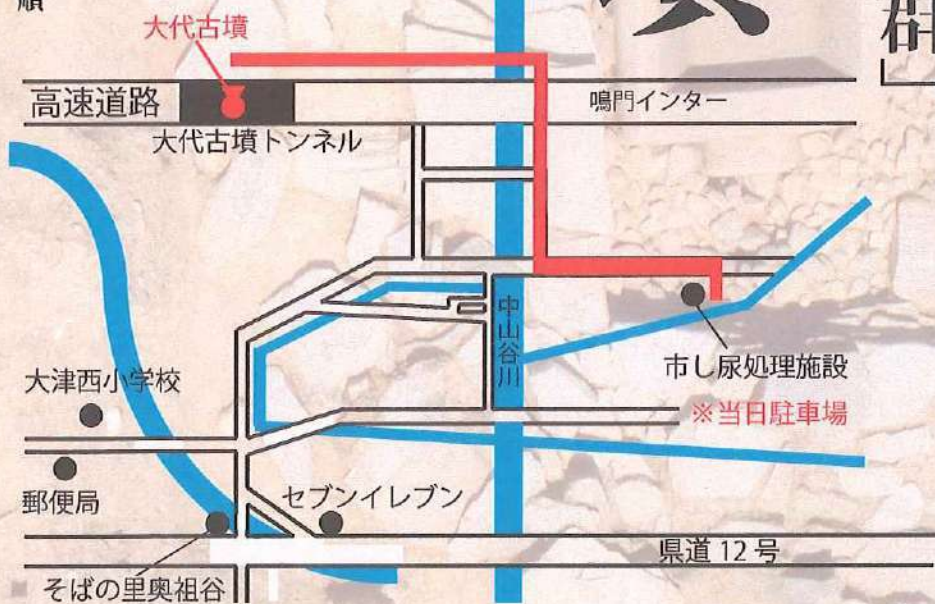 順
群」
大代古墳
高速道路
鳴門インター
大代古墳トンネル
中山谷川
市し尿処理施設
※当日駐車場
大津西小学校
郵便局
セブンイレブン
県道12号
そばの里奥祖谷